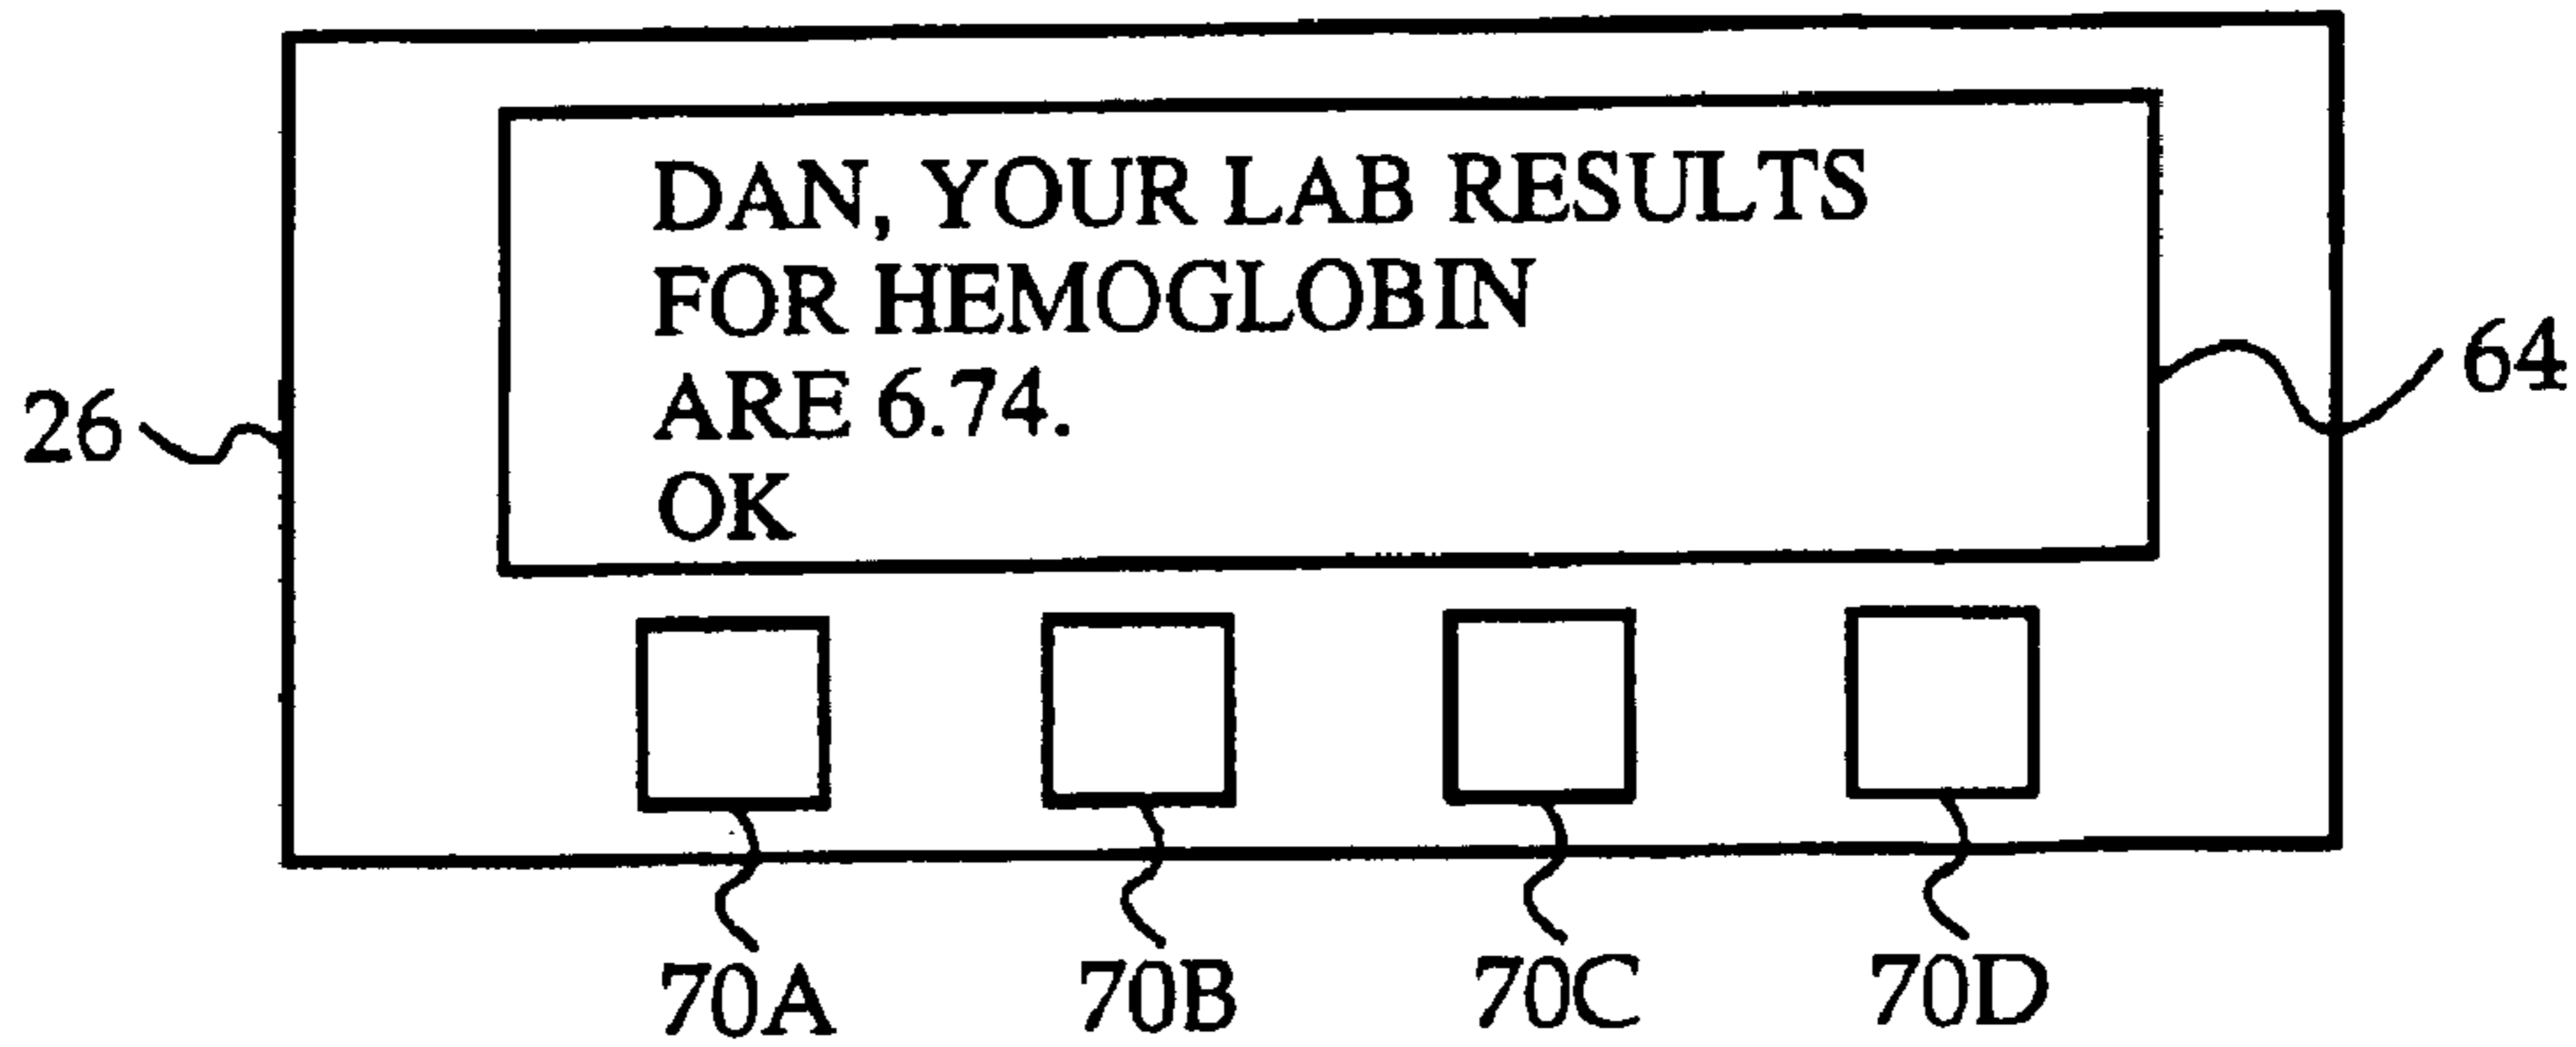 DAN, YOUR LAB RESULTS
FOR HEMOGLOBIN
ARE 6.74.
OK
26
64
70A
70B
70C
70D